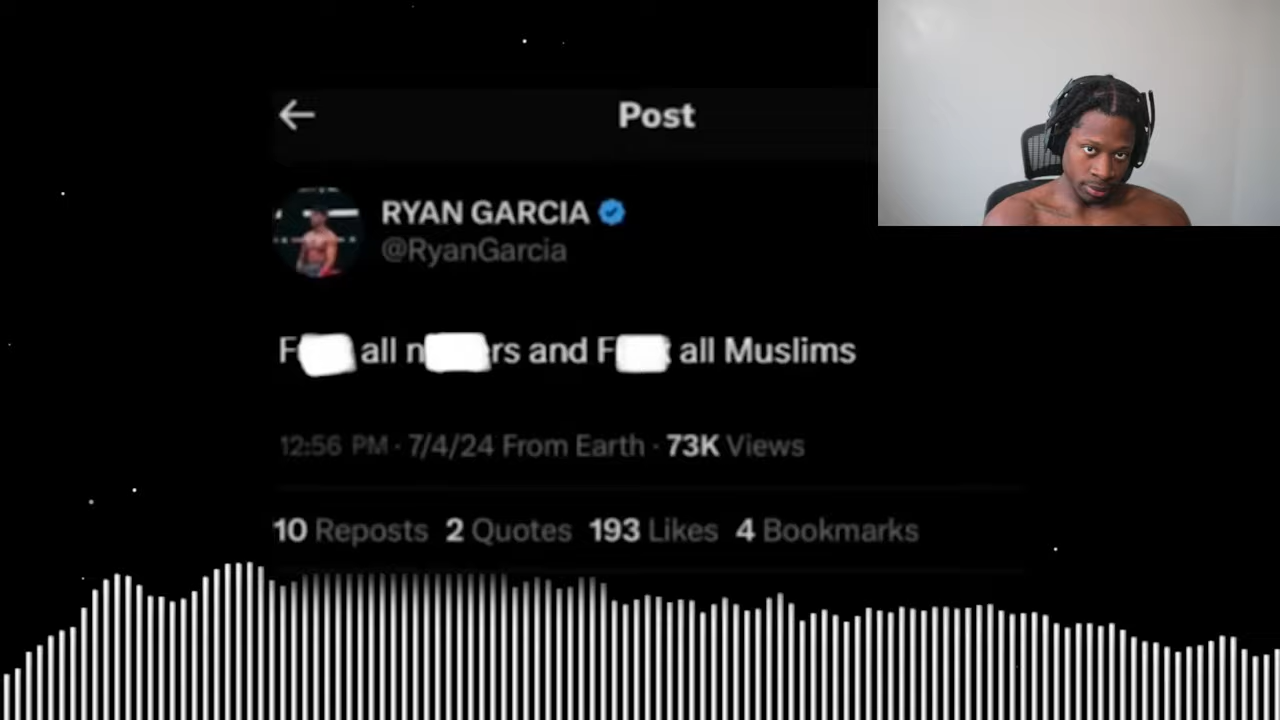 Post
RYAN GARCIA
@RyanGarcia
F all n rs and F k all Muslims
12:56 PM · 7/4/24 From Earth · 73K Views
10 Reposts 2 Quotes 193 Likes 4 Bookmarks